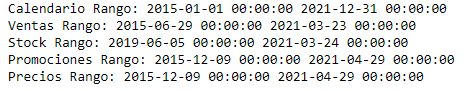 Calendario Rango: 2015-01-01 00:00:00 2021-12-31 00:00:00
Ventas Rango: 2015-06-29 00:00:00 2021-03-23 00:00:00
Stock Rango: 2019-06-05 00:00:00 2021-03-24 00:00:00
Promociones Rango: 2015-12-09 00:00:00 2021-04-29 00:00:00
Precios Rango: 2015-12-09 00:00:00 2021-04-29 00:00:00